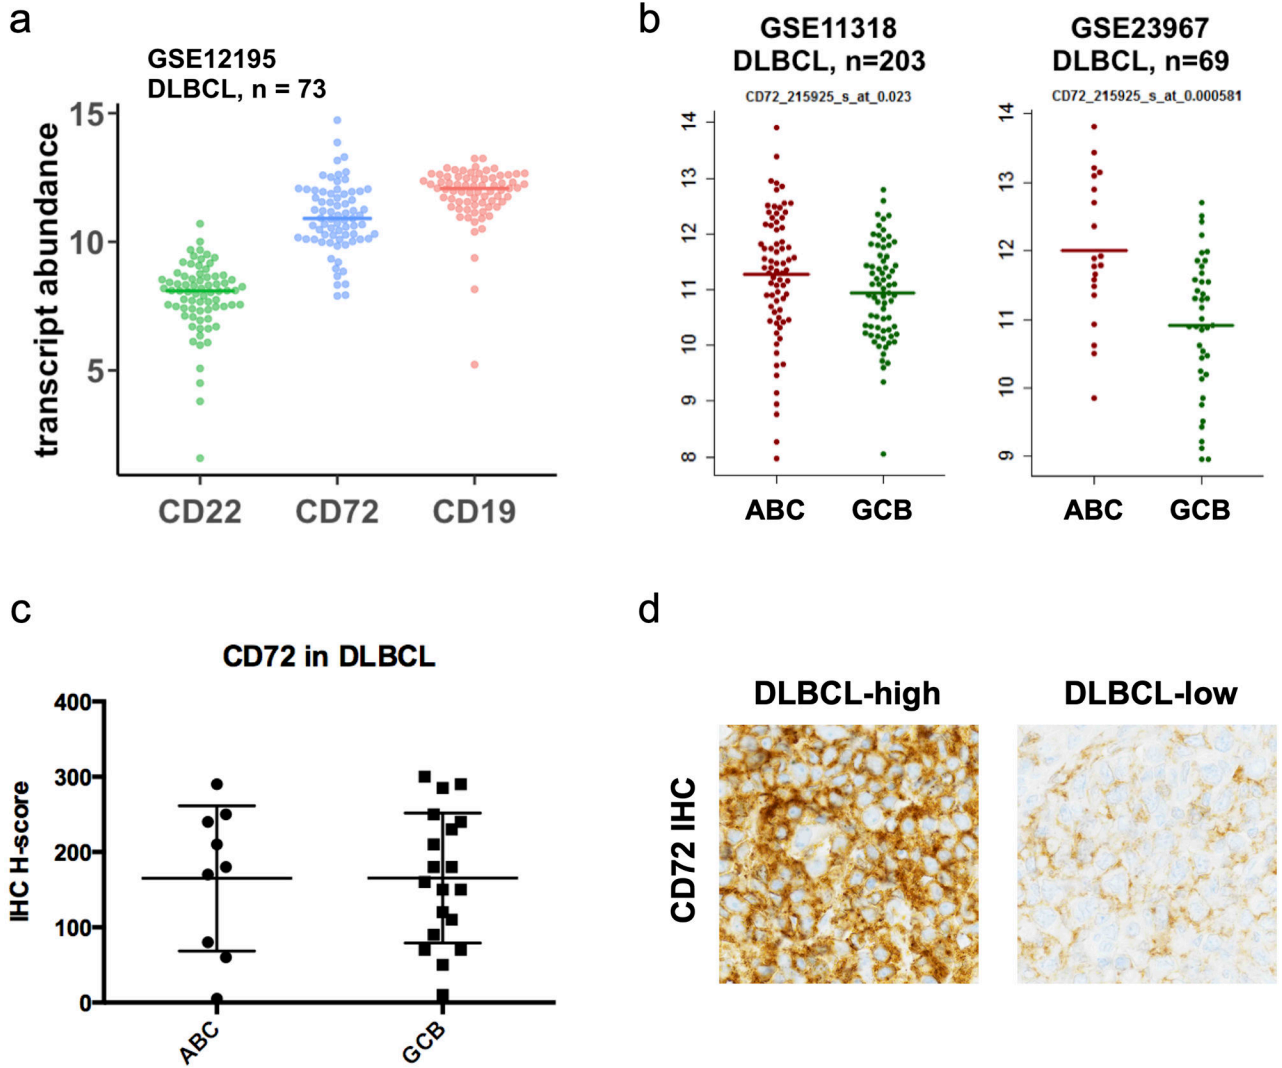 a
GSE12195
DLBCL, n = 73
transcript abundance
15
10
5
CD22
CD72
CD19
b
GSE11318
DLBCL, n=203
CD72_215925_s_at_0.023
14
13
12
11
10
9
8
ABC
GCB
GSE23967
DLBCL, n=69
CD72_215925_s_at_0.000581
14
13
12
11
10
9
ABC
GCB
c
CD72 in DLBCL
IHC H-score
400
300
200
100
0
ABC
GCB
d
DLBCL-high
DLBCL-low
CD72 IHC